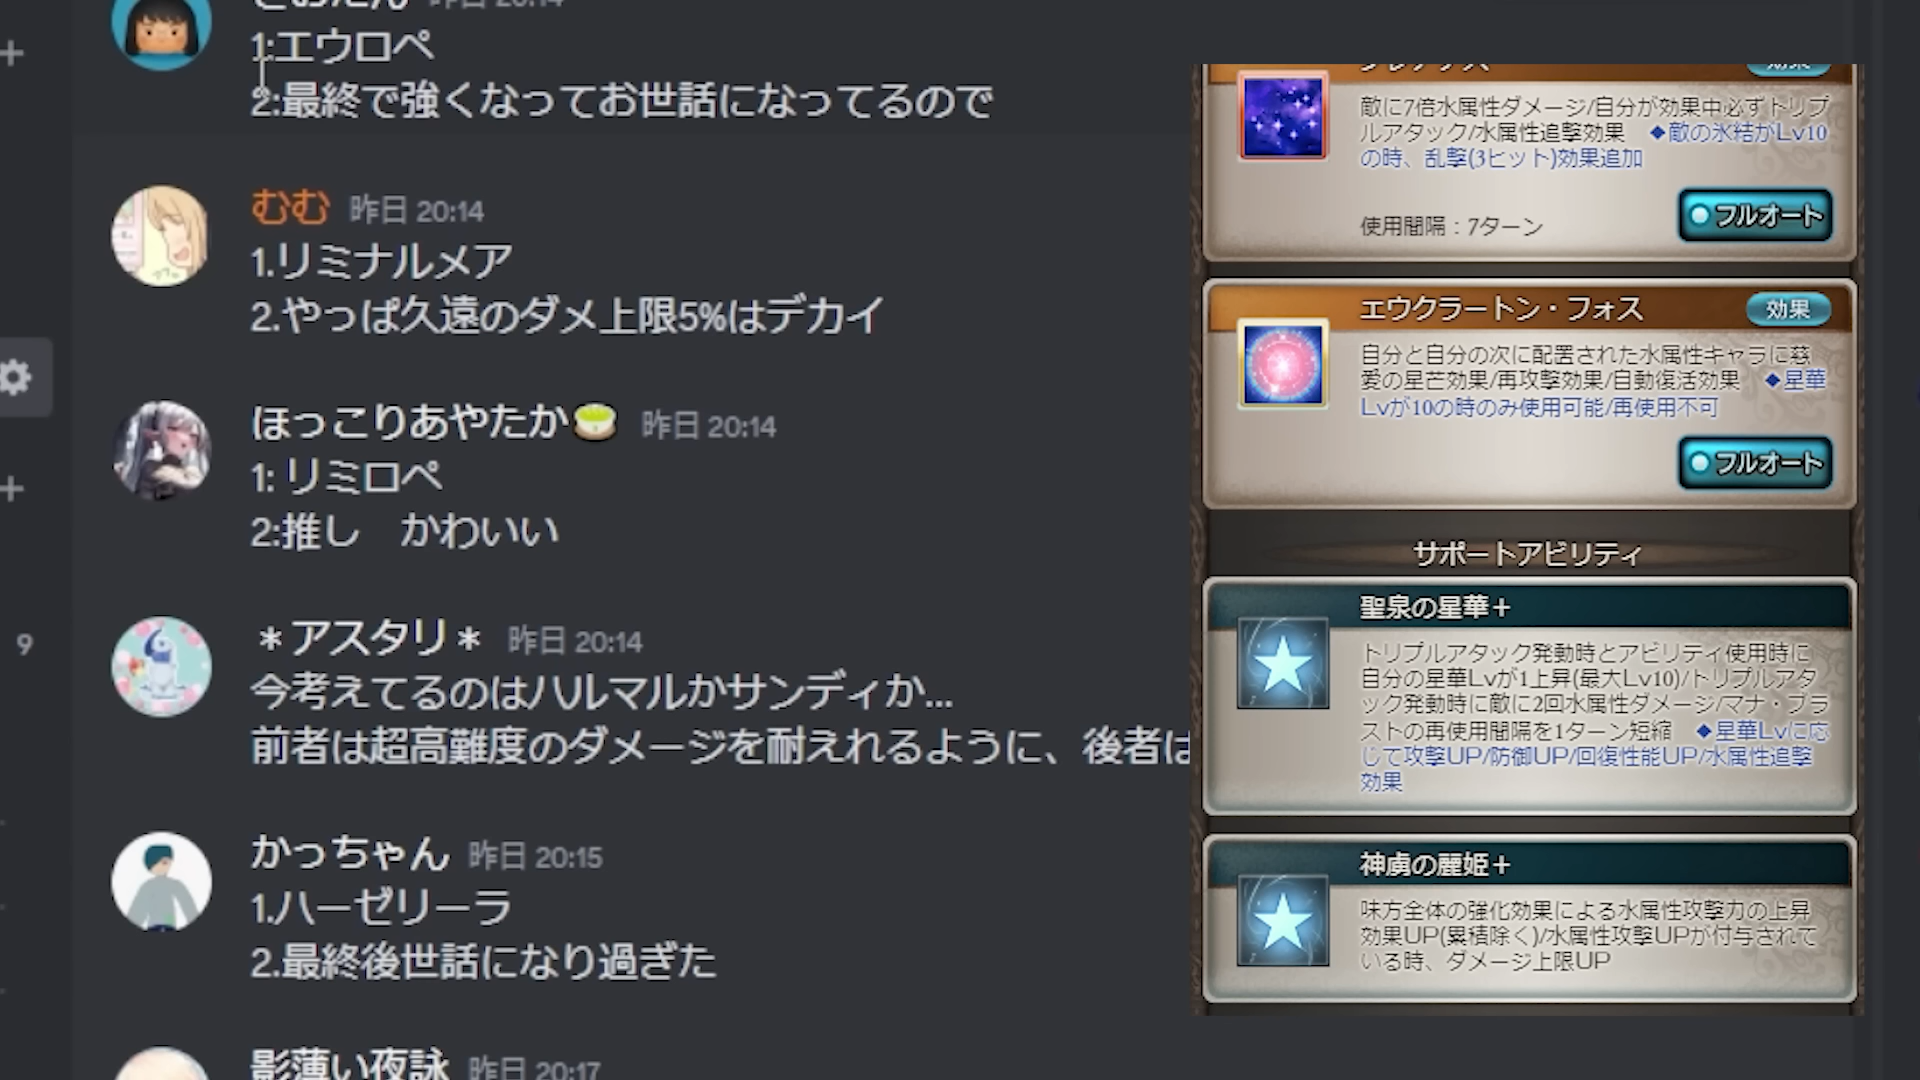 1:エウロペ
2:最終で強くなってお世話になってるので
むむ 昨日 20:14
1.リミナルメア
2.やっぱ久遠のダメ上限5%はデカイ
ほっこりあやたか🍵 昨日 20:14
1: リミロペ
2:推し　かわいい
＊アスタリ＊ 昨日 20:14
今考えてるのはハルマルかサンディか...
前者は超高難度のダメージを耐えれるように、後者は
かっちゃん 昨日 20:15
1.ハーゼリーラ
2.最終後世話になり過ぎた
影薄い夜詠 昨日 20:17
9
効果
敵に7倍水属性ダメージ/自分が効果中必ずトリプ
ルアタック/水属性追撃効果　◆敵の氷結がLv10
の時、乱撃(3ヒット)効果追加
使用間隔：7ターン
フルオート
エウクラートン・フォス
効果
自分と自分の次に配置された水属性キャラに慈
愛の星芒効果/再攻撃効果/自動復活効果　◆星華
Lvが10の時のみ使用可能/再使用不可
フルオート
サポートアビリティ
聖泉の星華＋
トリプルアタック発動時とアビリティ使用時に
自分の星華Lvが1上昇(最大Lv10)/トリプルアタ
ック発動時に敵に2回水属性ダメージ/マナ・ブラ
ストの再使用間隔を1ターン短縮　◆星華Lvに応
じて攻撃UP/防御UP/回復性能UP/水属性追撃
効果
神虜の麗姫＋
味方全体の強化効果による水属性攻撃力の上昇
効果UP(累積除く)/水属性攻撃UPが付与されて
いる時、ダメージ上限UP